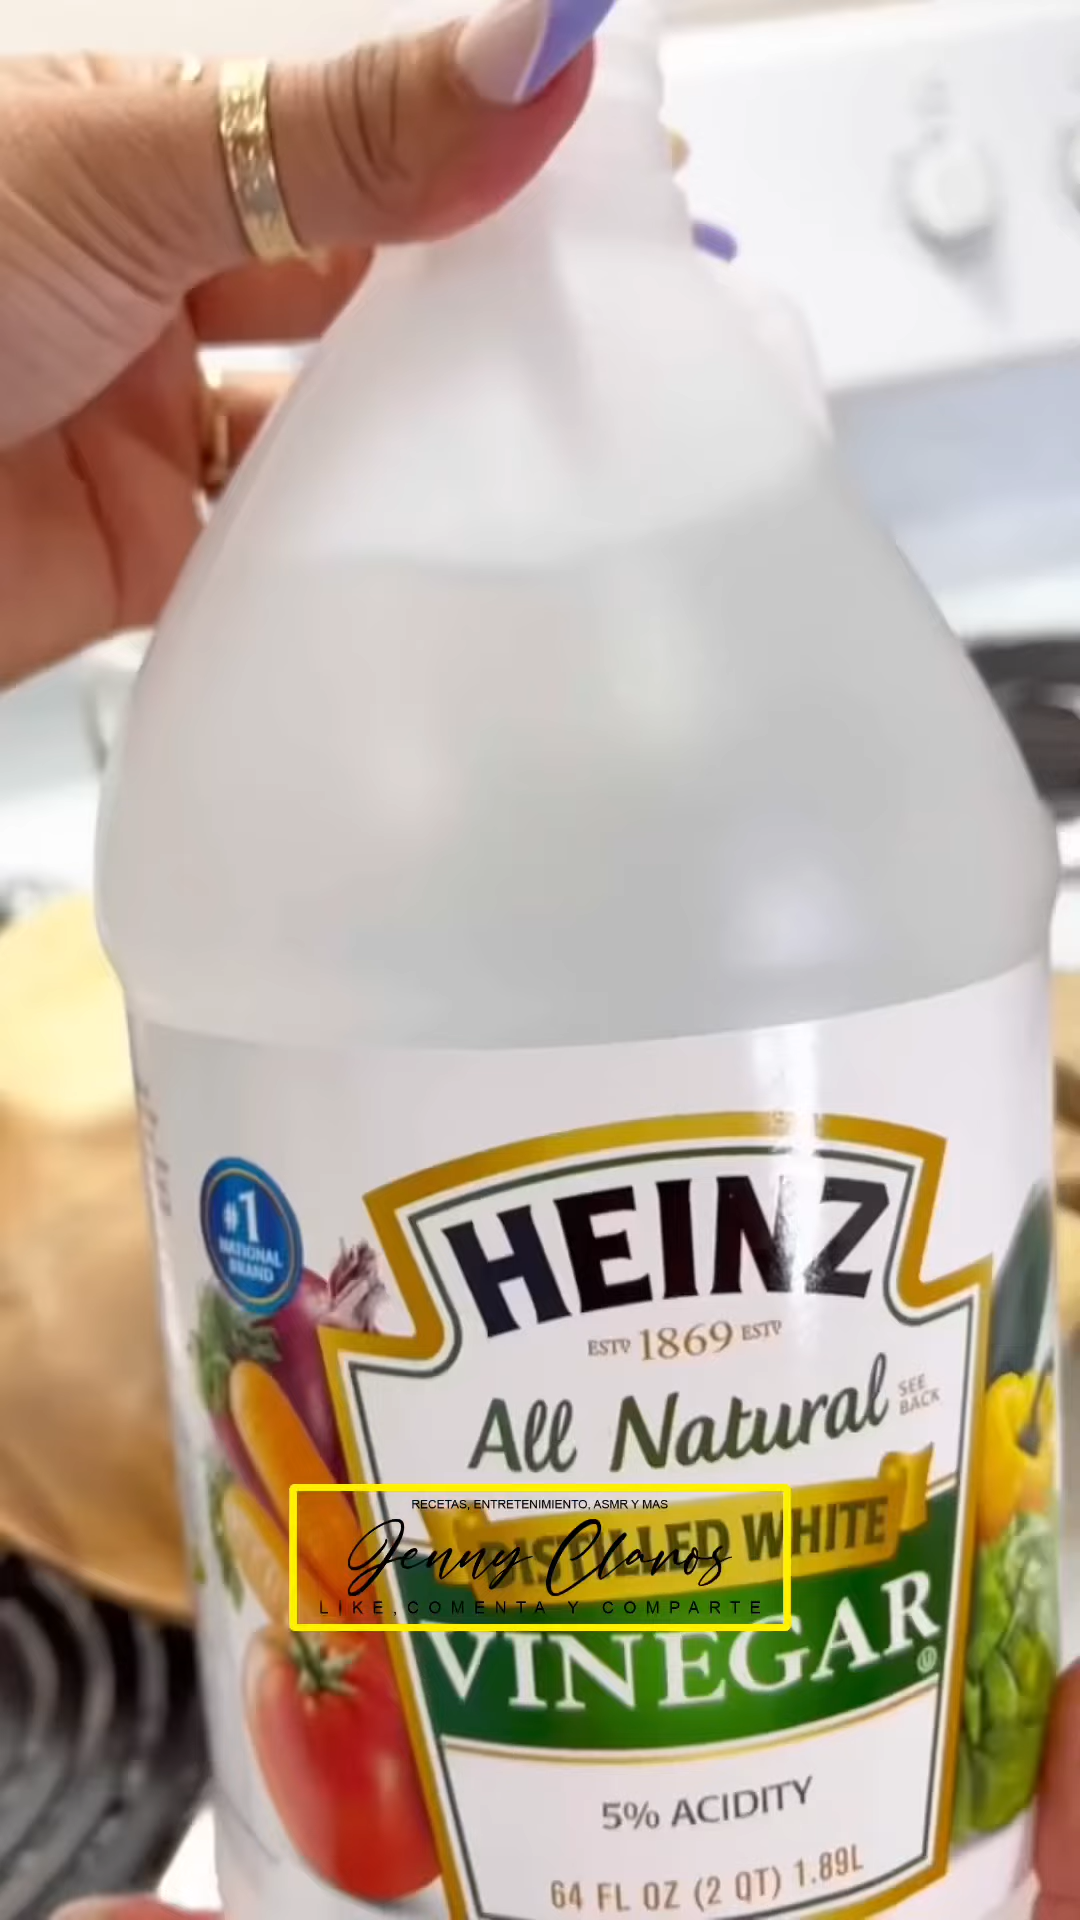 #1
NATIONAL
BRAND
HEINZ
ESTD 1869 ESTD
All Natural
SEE
BACK
DISTILLED WHITE
RECETAS, ENTRETENIMIENTO, ASMR Y MAS
Jenny Claros
LIKE, COMENTA Y COMPARTE
VINEGAR
5% ACIDITY
64 FL OZ (2 QT) 1.89L